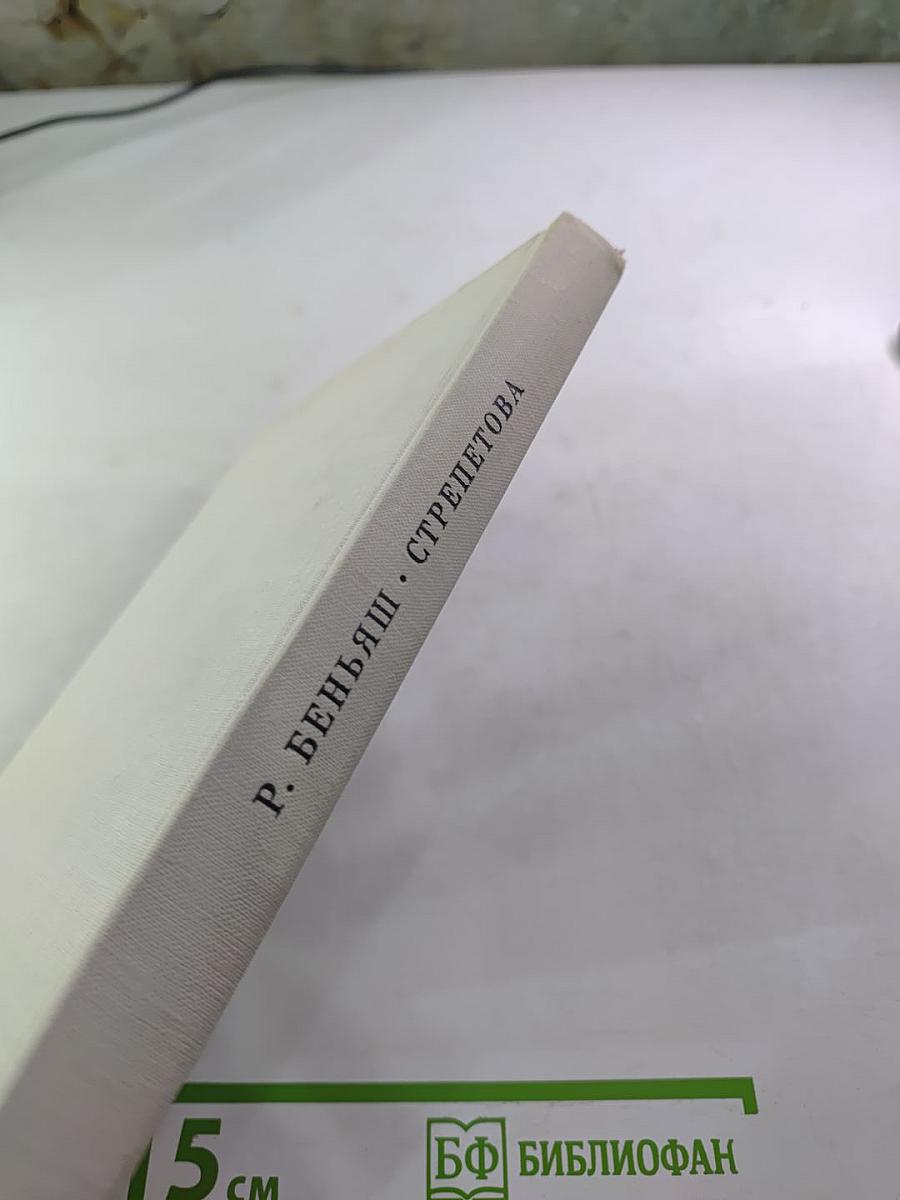 Р. БЕНЬЯШ · СТРЕПЕТОВА
15 см
БФ БИБЛИОФАН